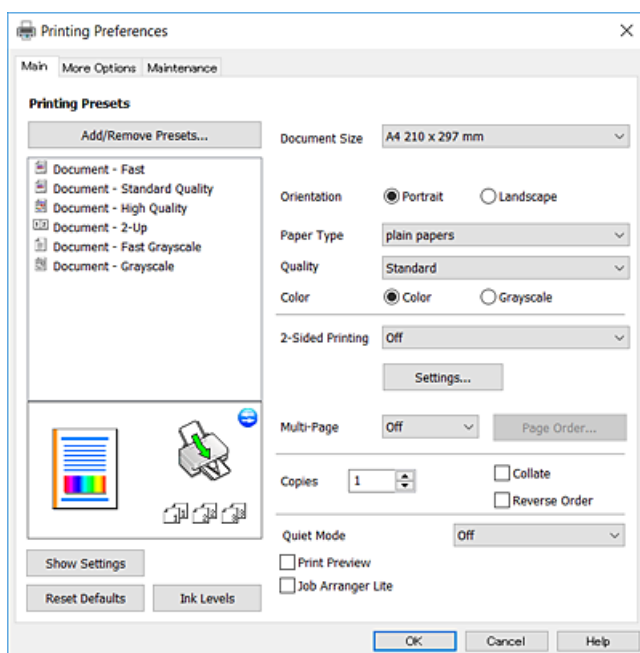 Printing Preferences
Main More Options Maintenance
Printing Presets
Add/Remove Presets...
Document - Fast
Document - Standard Quality
Document - High Quality
Document - 2-Up
Document - Fast Grayscale
Document - Grayscale
Show Settings
Reset Defaults Ink Levels
Document Size A4 210 x 297 mm
Orientation Portrait Landscape
Paper Type plain papers
Quality Standard
Color Color Grayscale
2-Sided Printing Off
Settings...
Multi-Page Off Page Order...
Copies 1 Collate
Reverse Order
Quiet Mode Off
Print Preview
Job Arranger Lite
OK Cancel Help